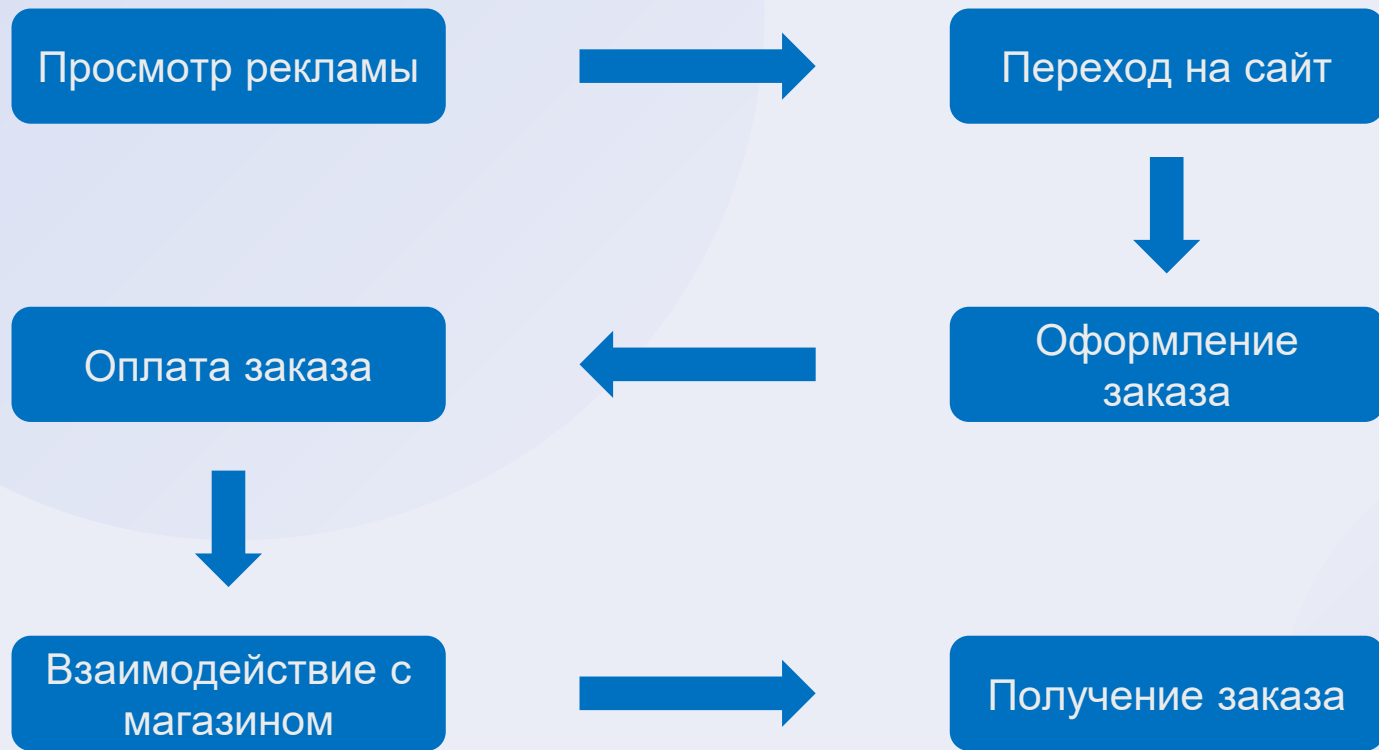 Просмотр рекламы
Переход на сайт
Оплата заказа
Оформление
заказа
Взаимодействие с
магазином
Получение заказа